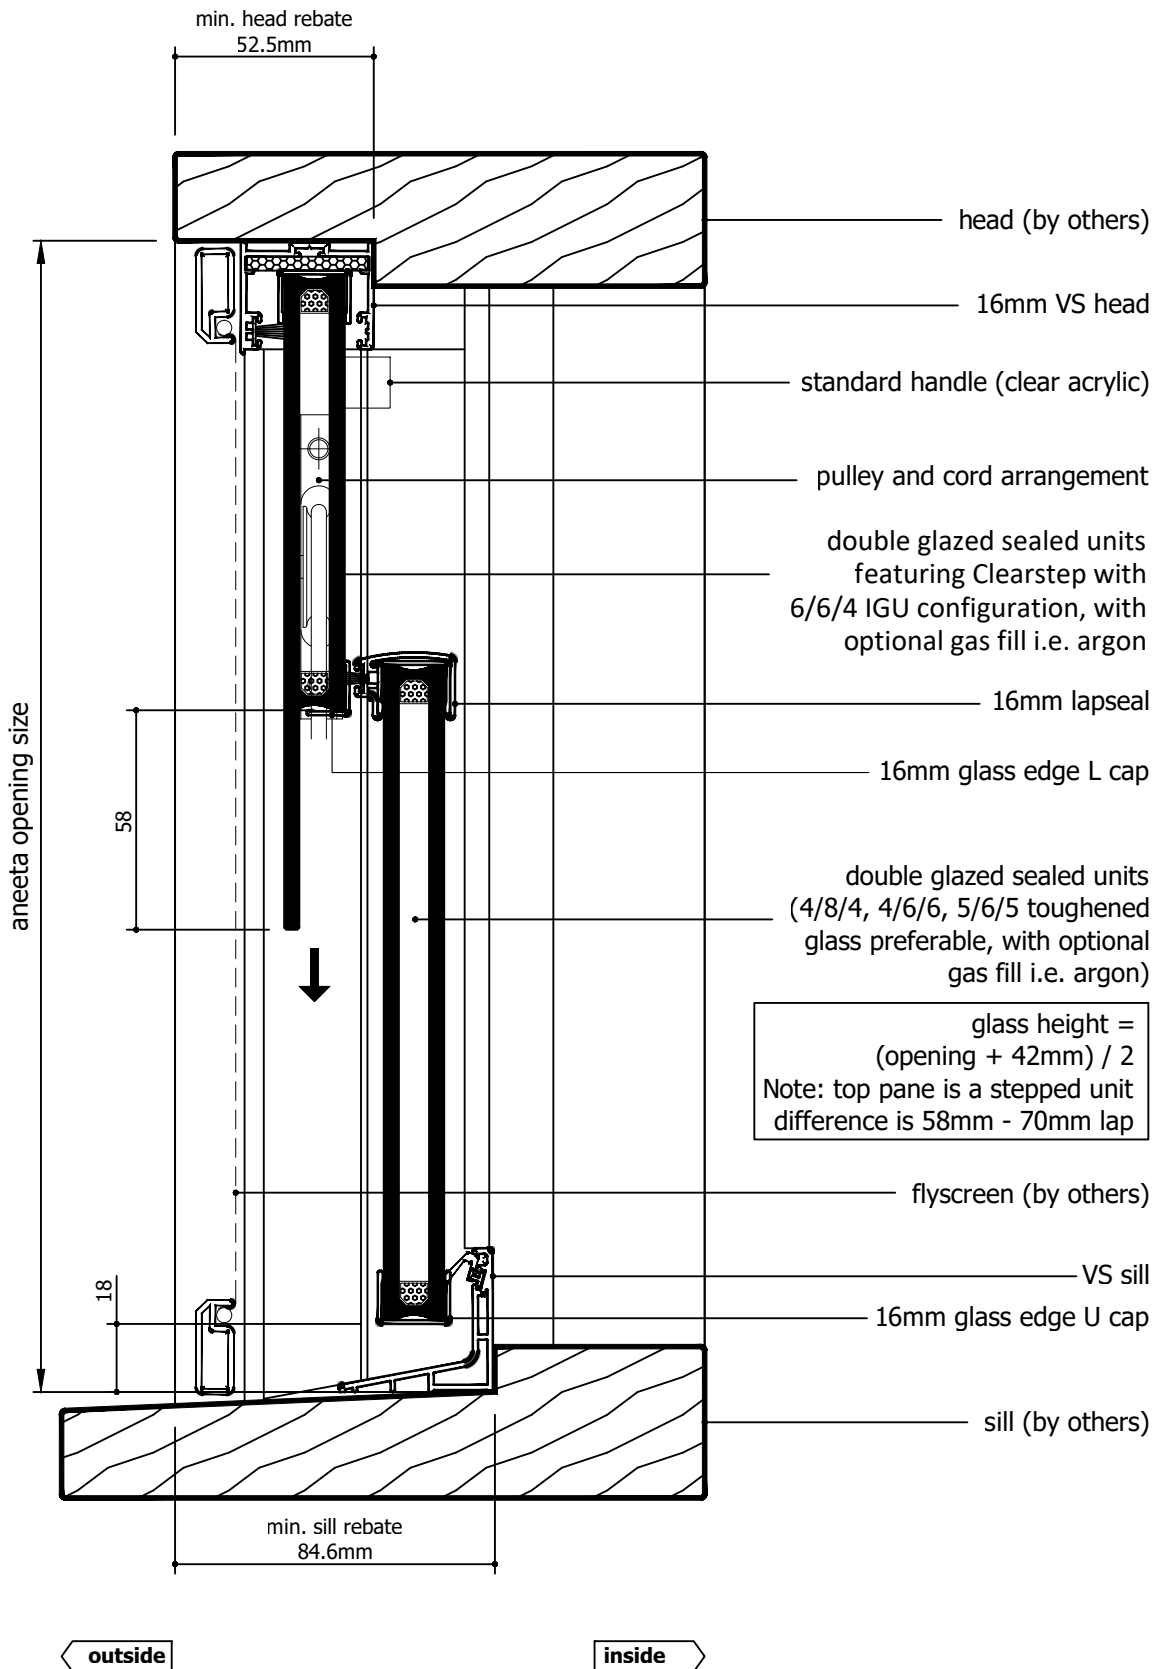 min. head rebate
52.5mm
head (by others)
16mm VS head
standard handle (clear acrylic)
pulley and cord arrangement
double glazed sealed units
featuring Clearstep with
6/6/4 IGU configuration, with
optional gas fill i.e. argon
16mm lapseal
16mm glass edge L cap
aneeta opening size
58
double glazed sealed units
(4/8/4, 4/6/6, 5/6/5 toughened
glass preferable, with optional
gas fill i.e. argon)
glass height =
(opening + 42mm) / 2
Note: top pane is a stepped unit
difference is 58mm - 70mm lap
flyscreen (by others)
VS sill
18
16mm glass edge U cap
sill (by others)
min. sill rebate
84.6mm
outside
inside